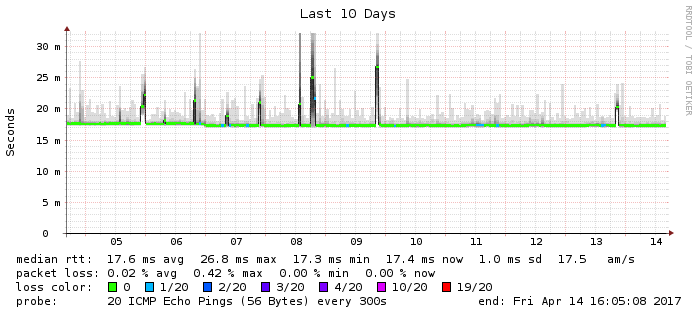 Last 10 Days
RRDTOOL / TOBI OETIKER
Seconds
30 m
25 m
20 m
15 m
10 m
5 m
0
05 06 07 08 09 10 11 12 13 14
median rtt: 17.6 ms avg 26.8 ms max 17.3 ms min 17.4 ms now 1.0 ms sd 17.5 am/s
packet loss: 0.02 % avg 0.42 % max 0.00 % min 0.00 % now
loss color: 0 1/20 2/20 3/20 4/20 10/20 19/20
probe: 20 ICMP Echo Pings (56 Bytes) every 300s end: Fri Apr 14 16:05:08 2017